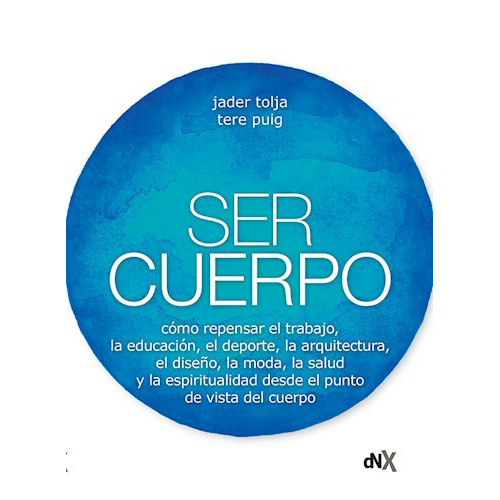 jader tolja
tere puig
SER
CUERPO
cómo repensar el trabajo,
la educación, el deporte, la arquitectura,
el diseño, la moda, la salud
y la espiritualidad desde el punto
de vista del cuerpo
dNX